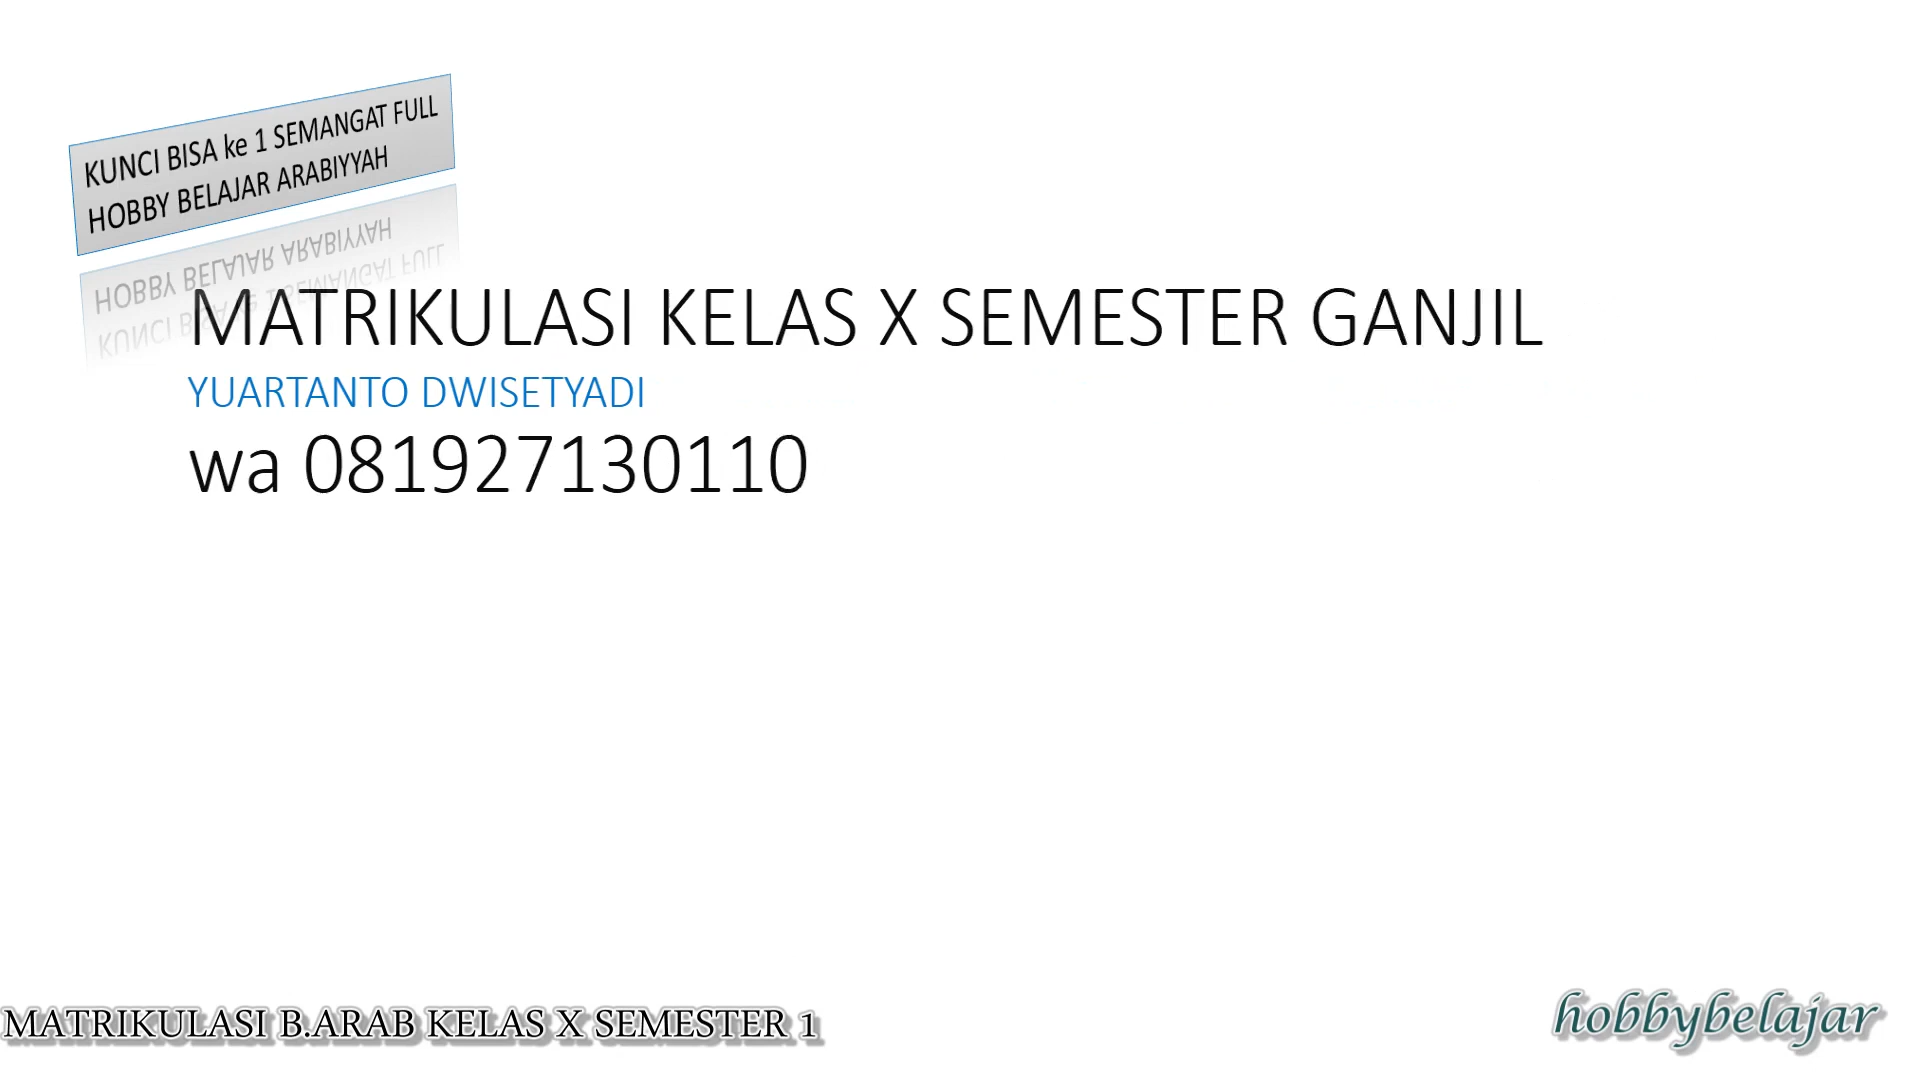 KUNCI BISA ke 1 SEMANGAT FULL
HOBBY BELAJAR ARABIYYAH
MATRIKULASI KELAS X SEMESTER GANJIL
YUARTANTO DWISETYADI
wa 081927130110
MATRIKULASI B.ARAB KELAS X SEMESTER 1
hobbybelajar